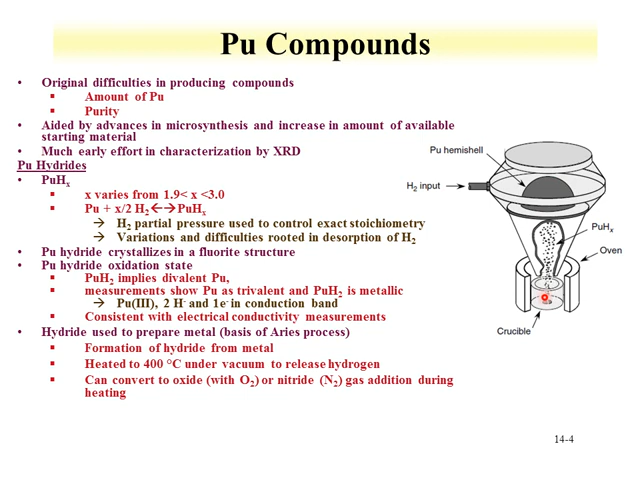 Pu Compounds
• Original difficulties in producing compounds
▪ Amount of Pu
▪ Purity
• Aided by advances in microsynthesis and increase in amount of available
starting material
• Much early effort in characterization by XRD
Pu Hydrides
• PuHₓ
▪ x varies from 1.9< x <3.0
▪ Pu + x/2 H₂←→PuHₓ
→ H₂ partial pressure used to control exact stoichiometry
→ Variations and difficulties rooted in desorption of H₂
• Pu hydride crystallizes in a fluorite structure
• Pu hydride oxidation state
▪ PuH₂ implies divalent Pu,
▪ measurements show Pu as trivalent and PuH₂ is metallic
→ Pu(III), 2 H⁻ and 1e⁻ in conduction band
▪ Consistent with electrical conductivity measurements
• Hydride used to prepare metal (basis of Aries process)
▪ Formation of hydride from metal
▪ Heated to 400 °C under vacuum to release hydrogen
▪ Can convert to oxide (with O₂) or nitride (N₂) gas addition during
heating
Pu hemishell
H₂ input
PuHₓ
Oven
Crucible
14-4